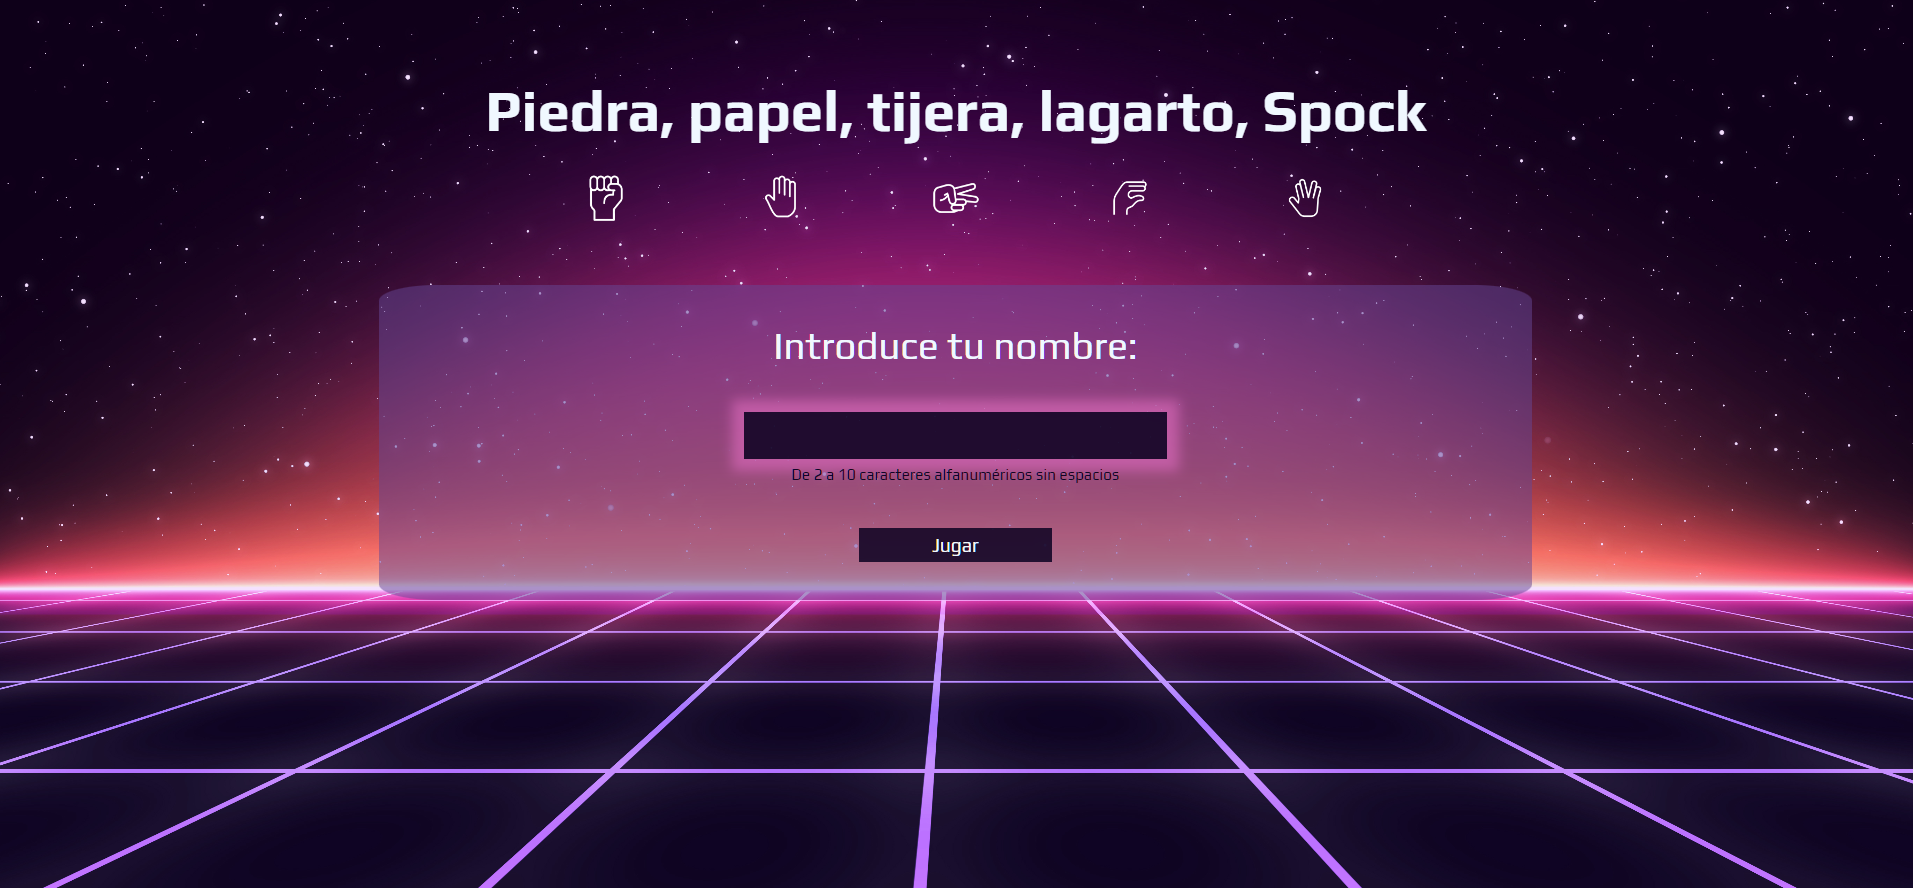 Piedra, papel, tijera, lagarto, Spock
Introduce tu nombre:
De 2 a 10 caracteres alfanuméricos sin espacios
Jugar